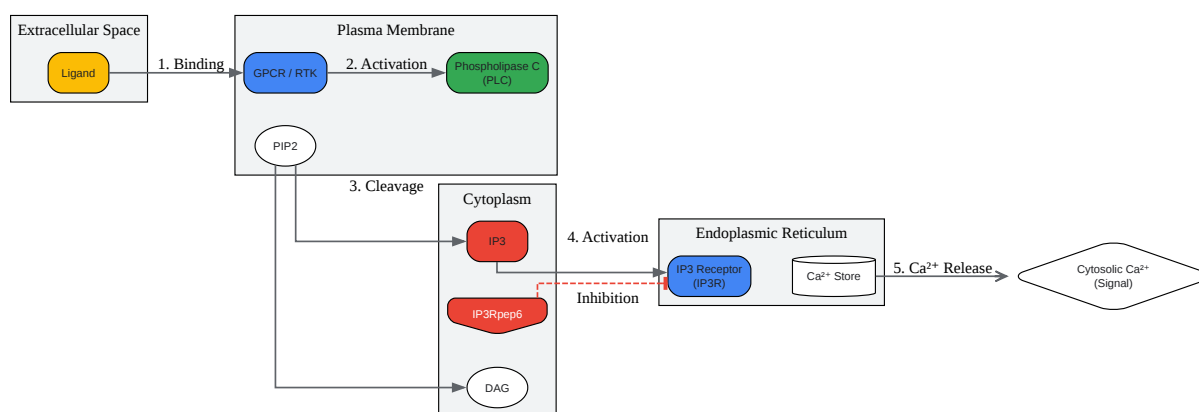 Extracellular Space
Plasma Membrane
Ligand
1. Binding
GPCR / RTK
2. Activation
Phospholipase C
(PLC)
PIP2
3. Cleavage
Cytoplasm
IP3
4. Activation
Endoplasmic Reticulum
IP3 Receptor
(IP3R)
Ca²⁺ Store
5. Ca²⁺ Release
Cytosolic Ca²⁺
(Signal)
Inhibition
IP3Rpep6
DAG